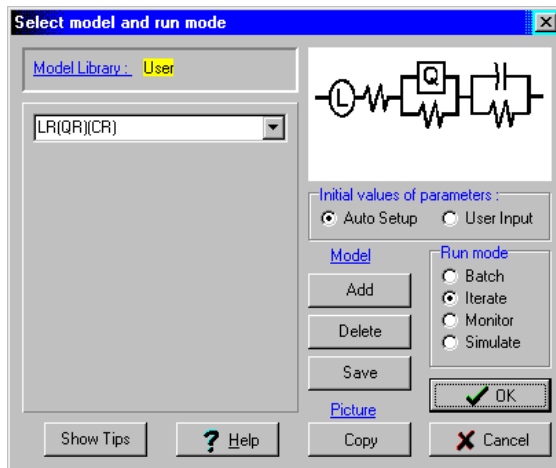 Select model and run mode
Model Library : User
LR(QR)(CR)
L
Q
Initial values of parameters :
Auto Setup
User Input
Model
Add
Delete
Save
Run mode
Batch
Iterate
Monitor
Simulate
OK
Picture
Show Tips
? Help
Copy
Cancel